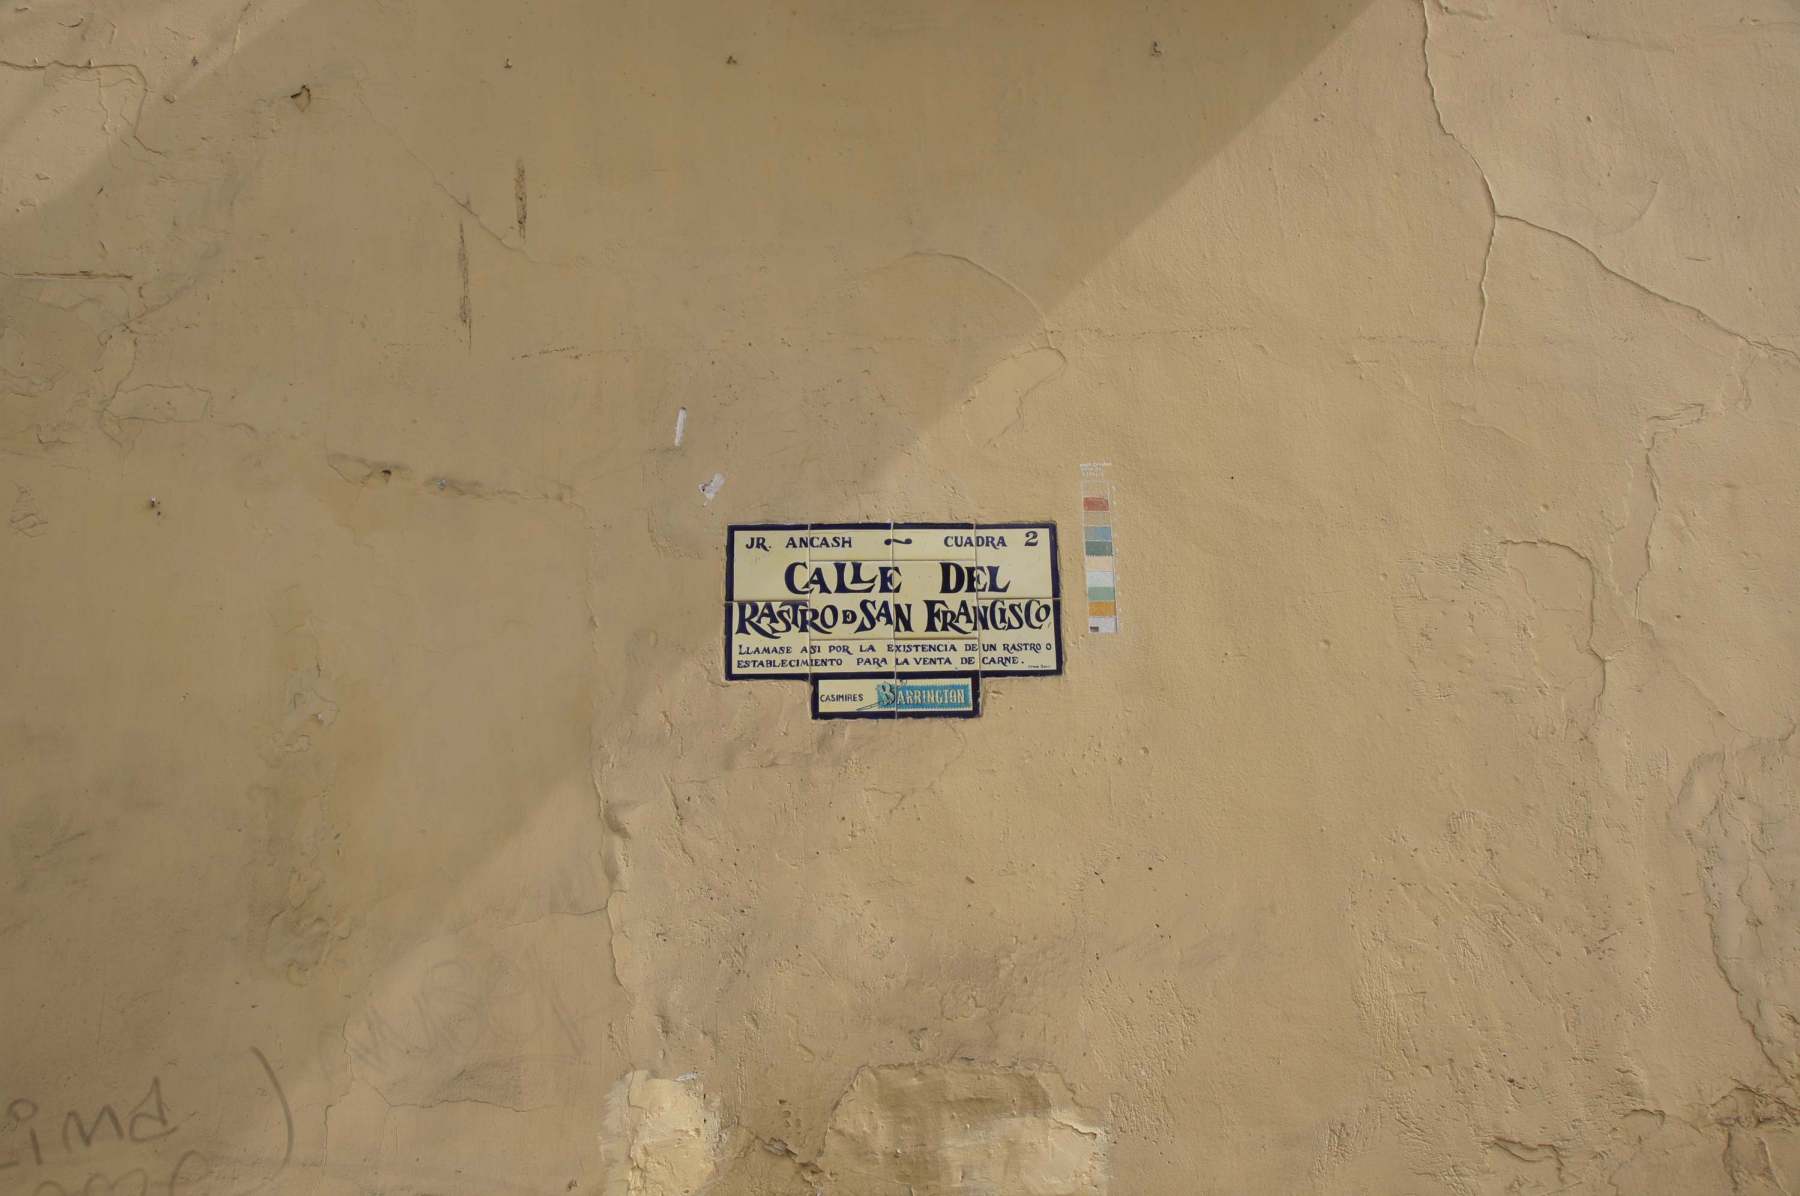 JR. ANCASH ~ CUADRA 2
CALLE DEL
RASTRO D SAN FRANCISCO
LLAMASE ASI POR LA EXISTENCIA DE UN RASTRO O
ESTABLECIMIENTO PARA LA VENTA DE CARNE.
CASIMIRES BARRINGTON